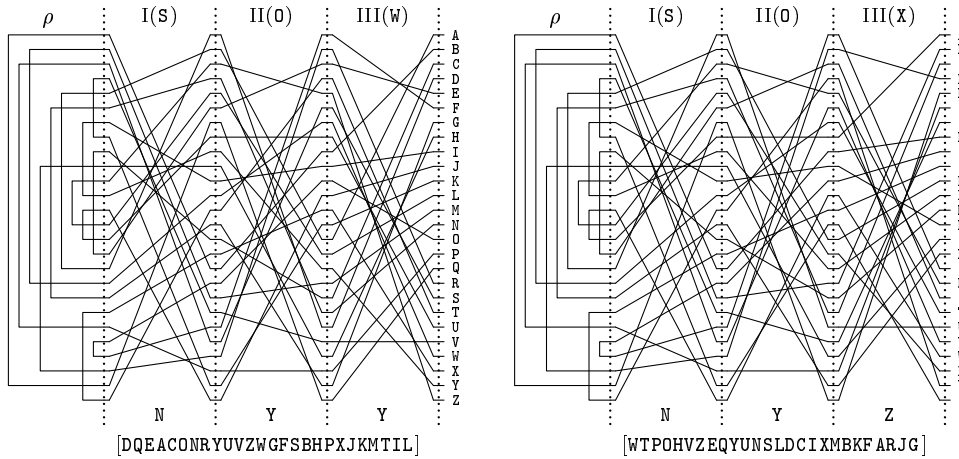 ρ I(S) II(O) III(W)
A
B
C
D
E
F
G
H
I
J
K
L
M
N
O
P
Q
R
S
T
U
V
W
X
Y
Z
N Y Y
[DQEACONRYUVZWGFSBHPXJKMTIL]
ρ I(S) II(O) III(X)
N Y Z
[WTPOHVZEQYUNSLDCIXMBKFARJG]